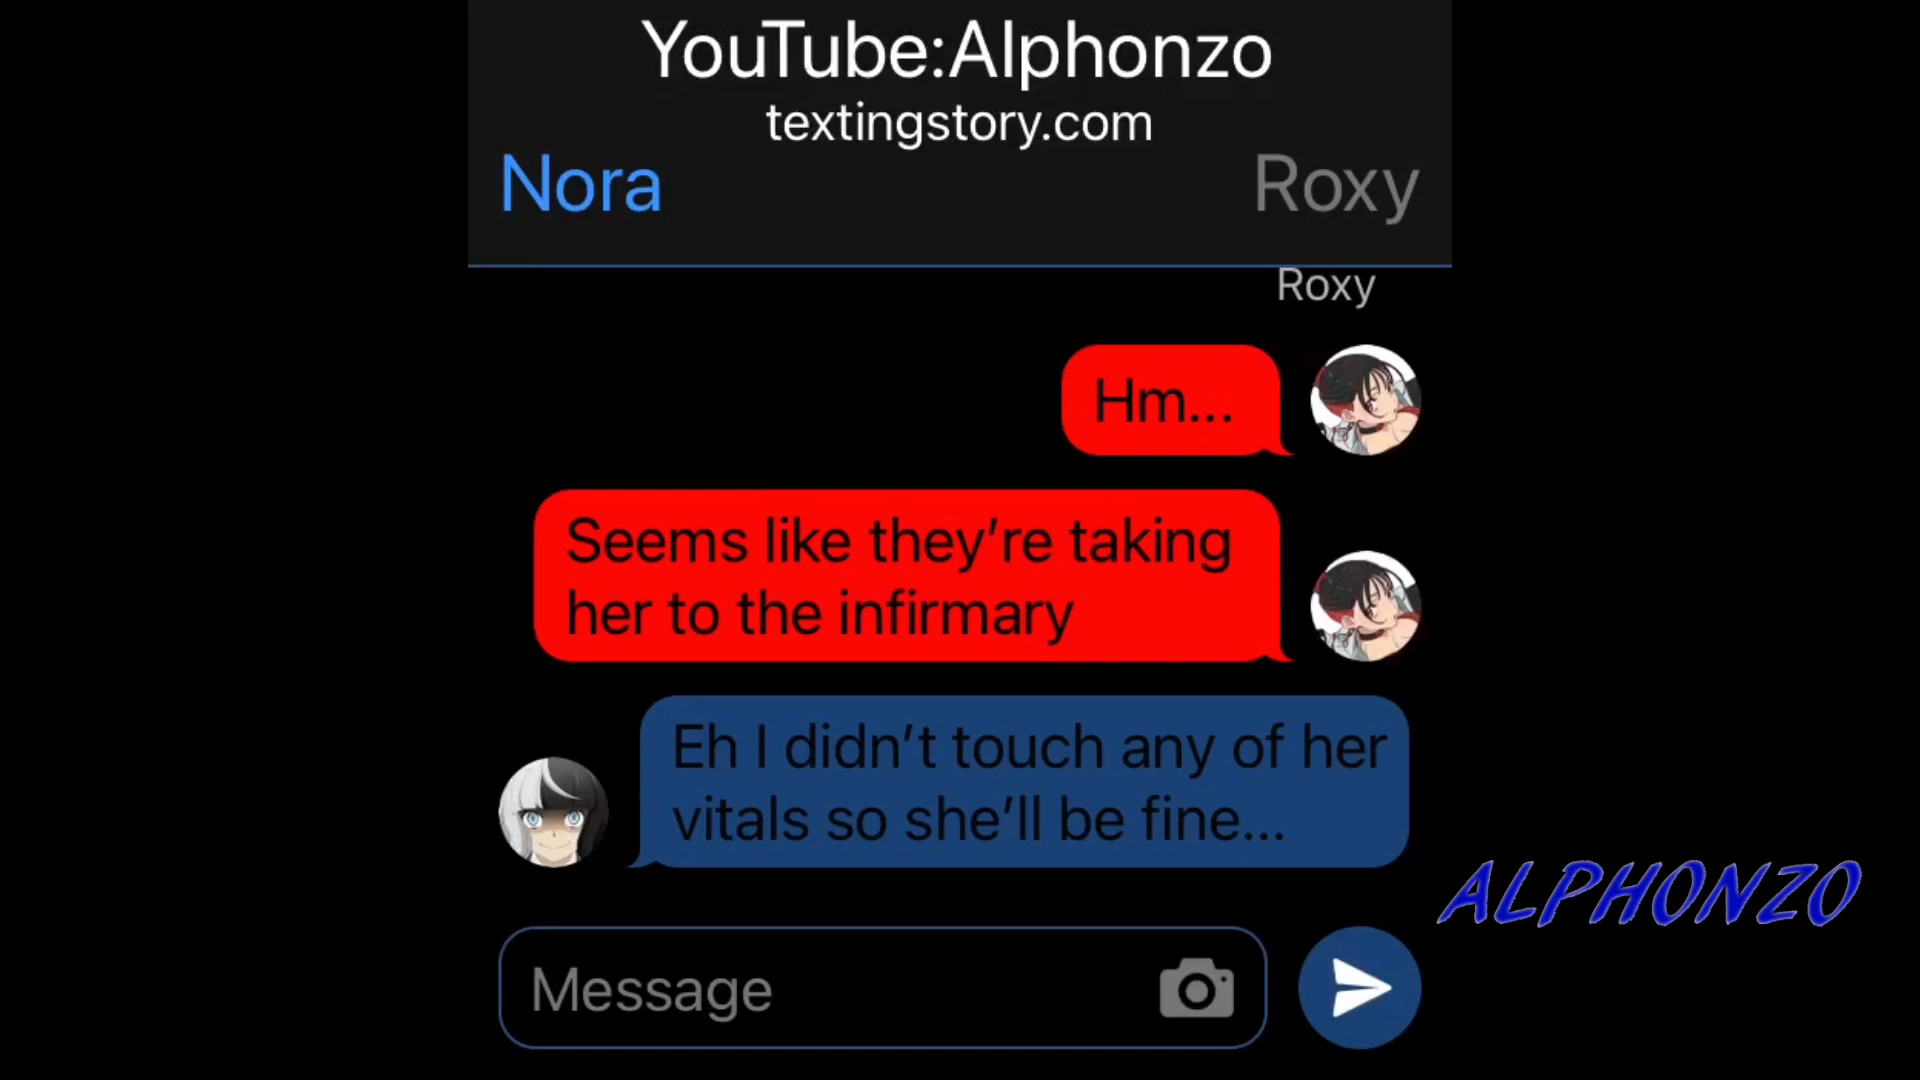 YouTube:Alphonzo
textingstory.com
Nora
Roxy
Roxy
Hm...
Seems like they’re taking
her to the infirmary
Eh I didn’t touch any of her
vitals so she’ll be fine...
ALPHONZO
Message